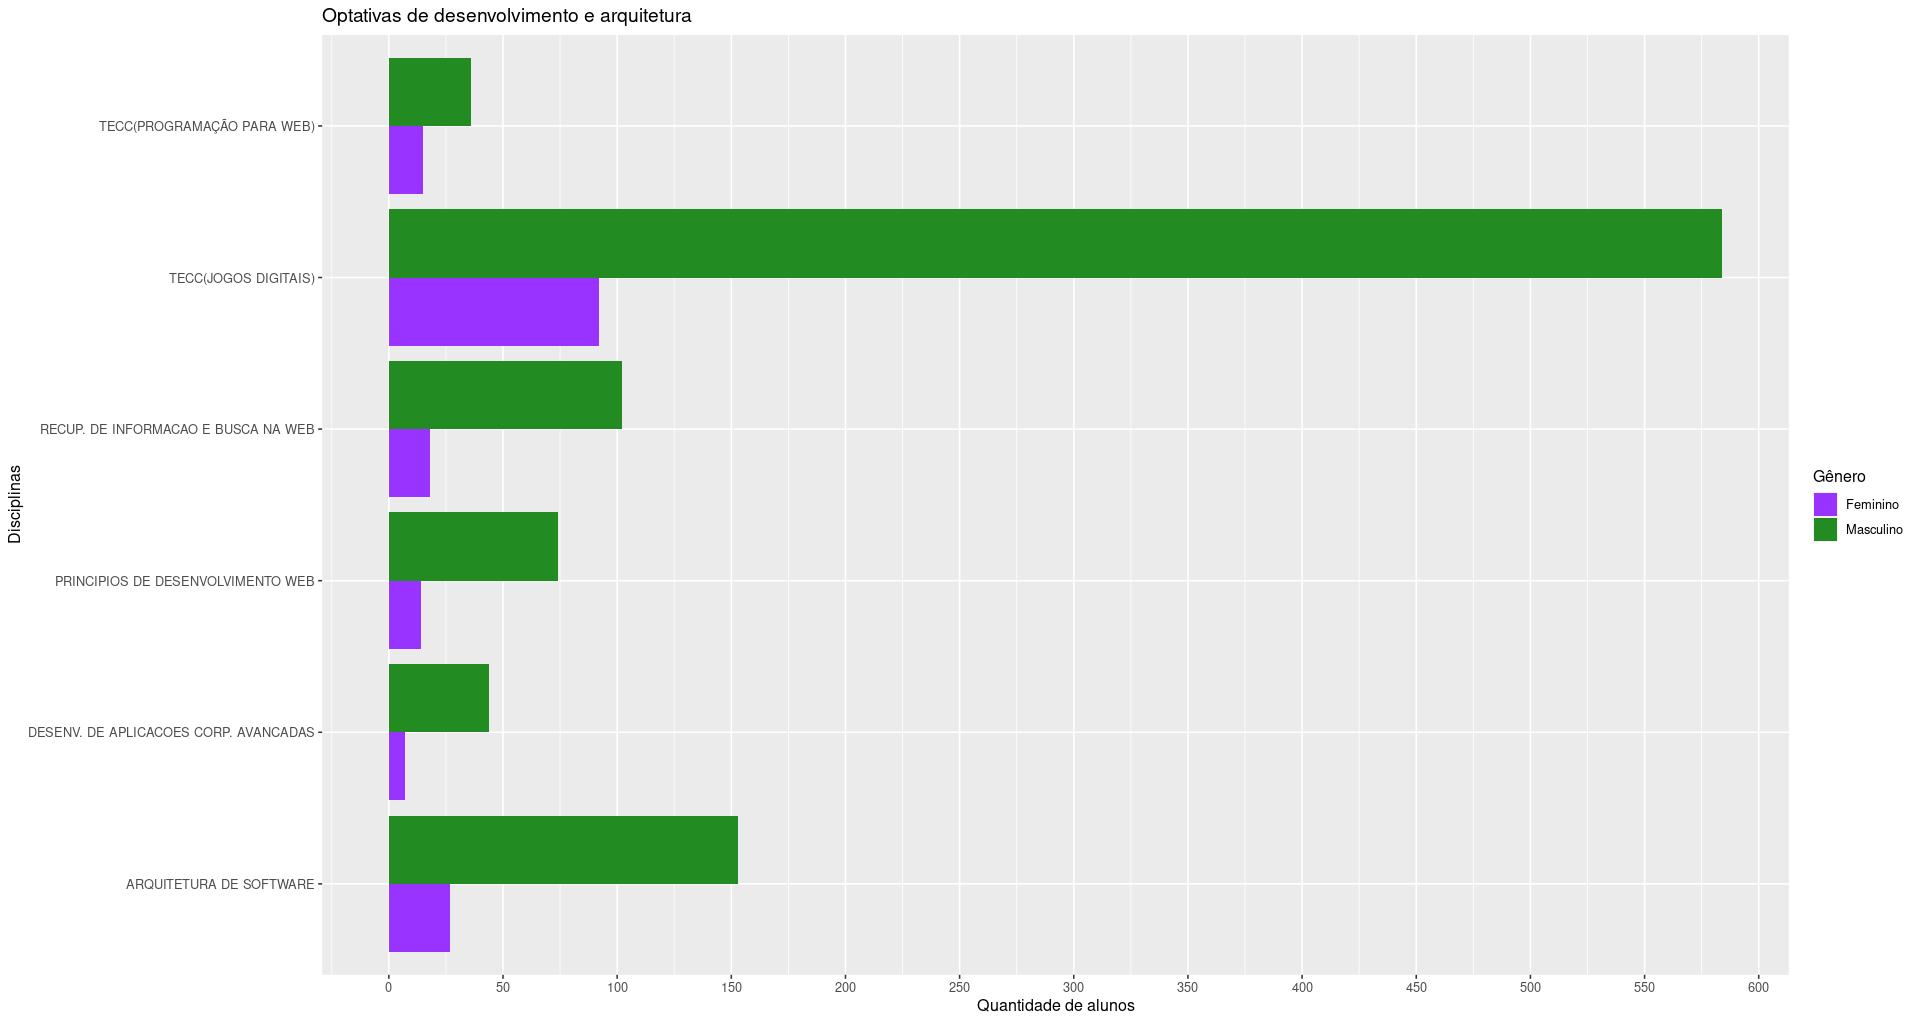 Optativas de desenvolvimento e arquitetura
Disciplinas
TECC(PROGRAMAÇÃO PARA WEB)
TECC(JOGOS DIGITAIS)
RECUP. DE INFORMACAO E BUSCA NA WEB
PRINCIPIOS DE DESENVOLVIMENTO WEB
DESENV. DE APLICACOES CORP. AVANCADAS
ARQUITETURA DE SOFTWARE
0 50 100 150 200 250 300 350 400 450 500 550 600
Quantidade de alunos
Gênero
Feminino
Masculino